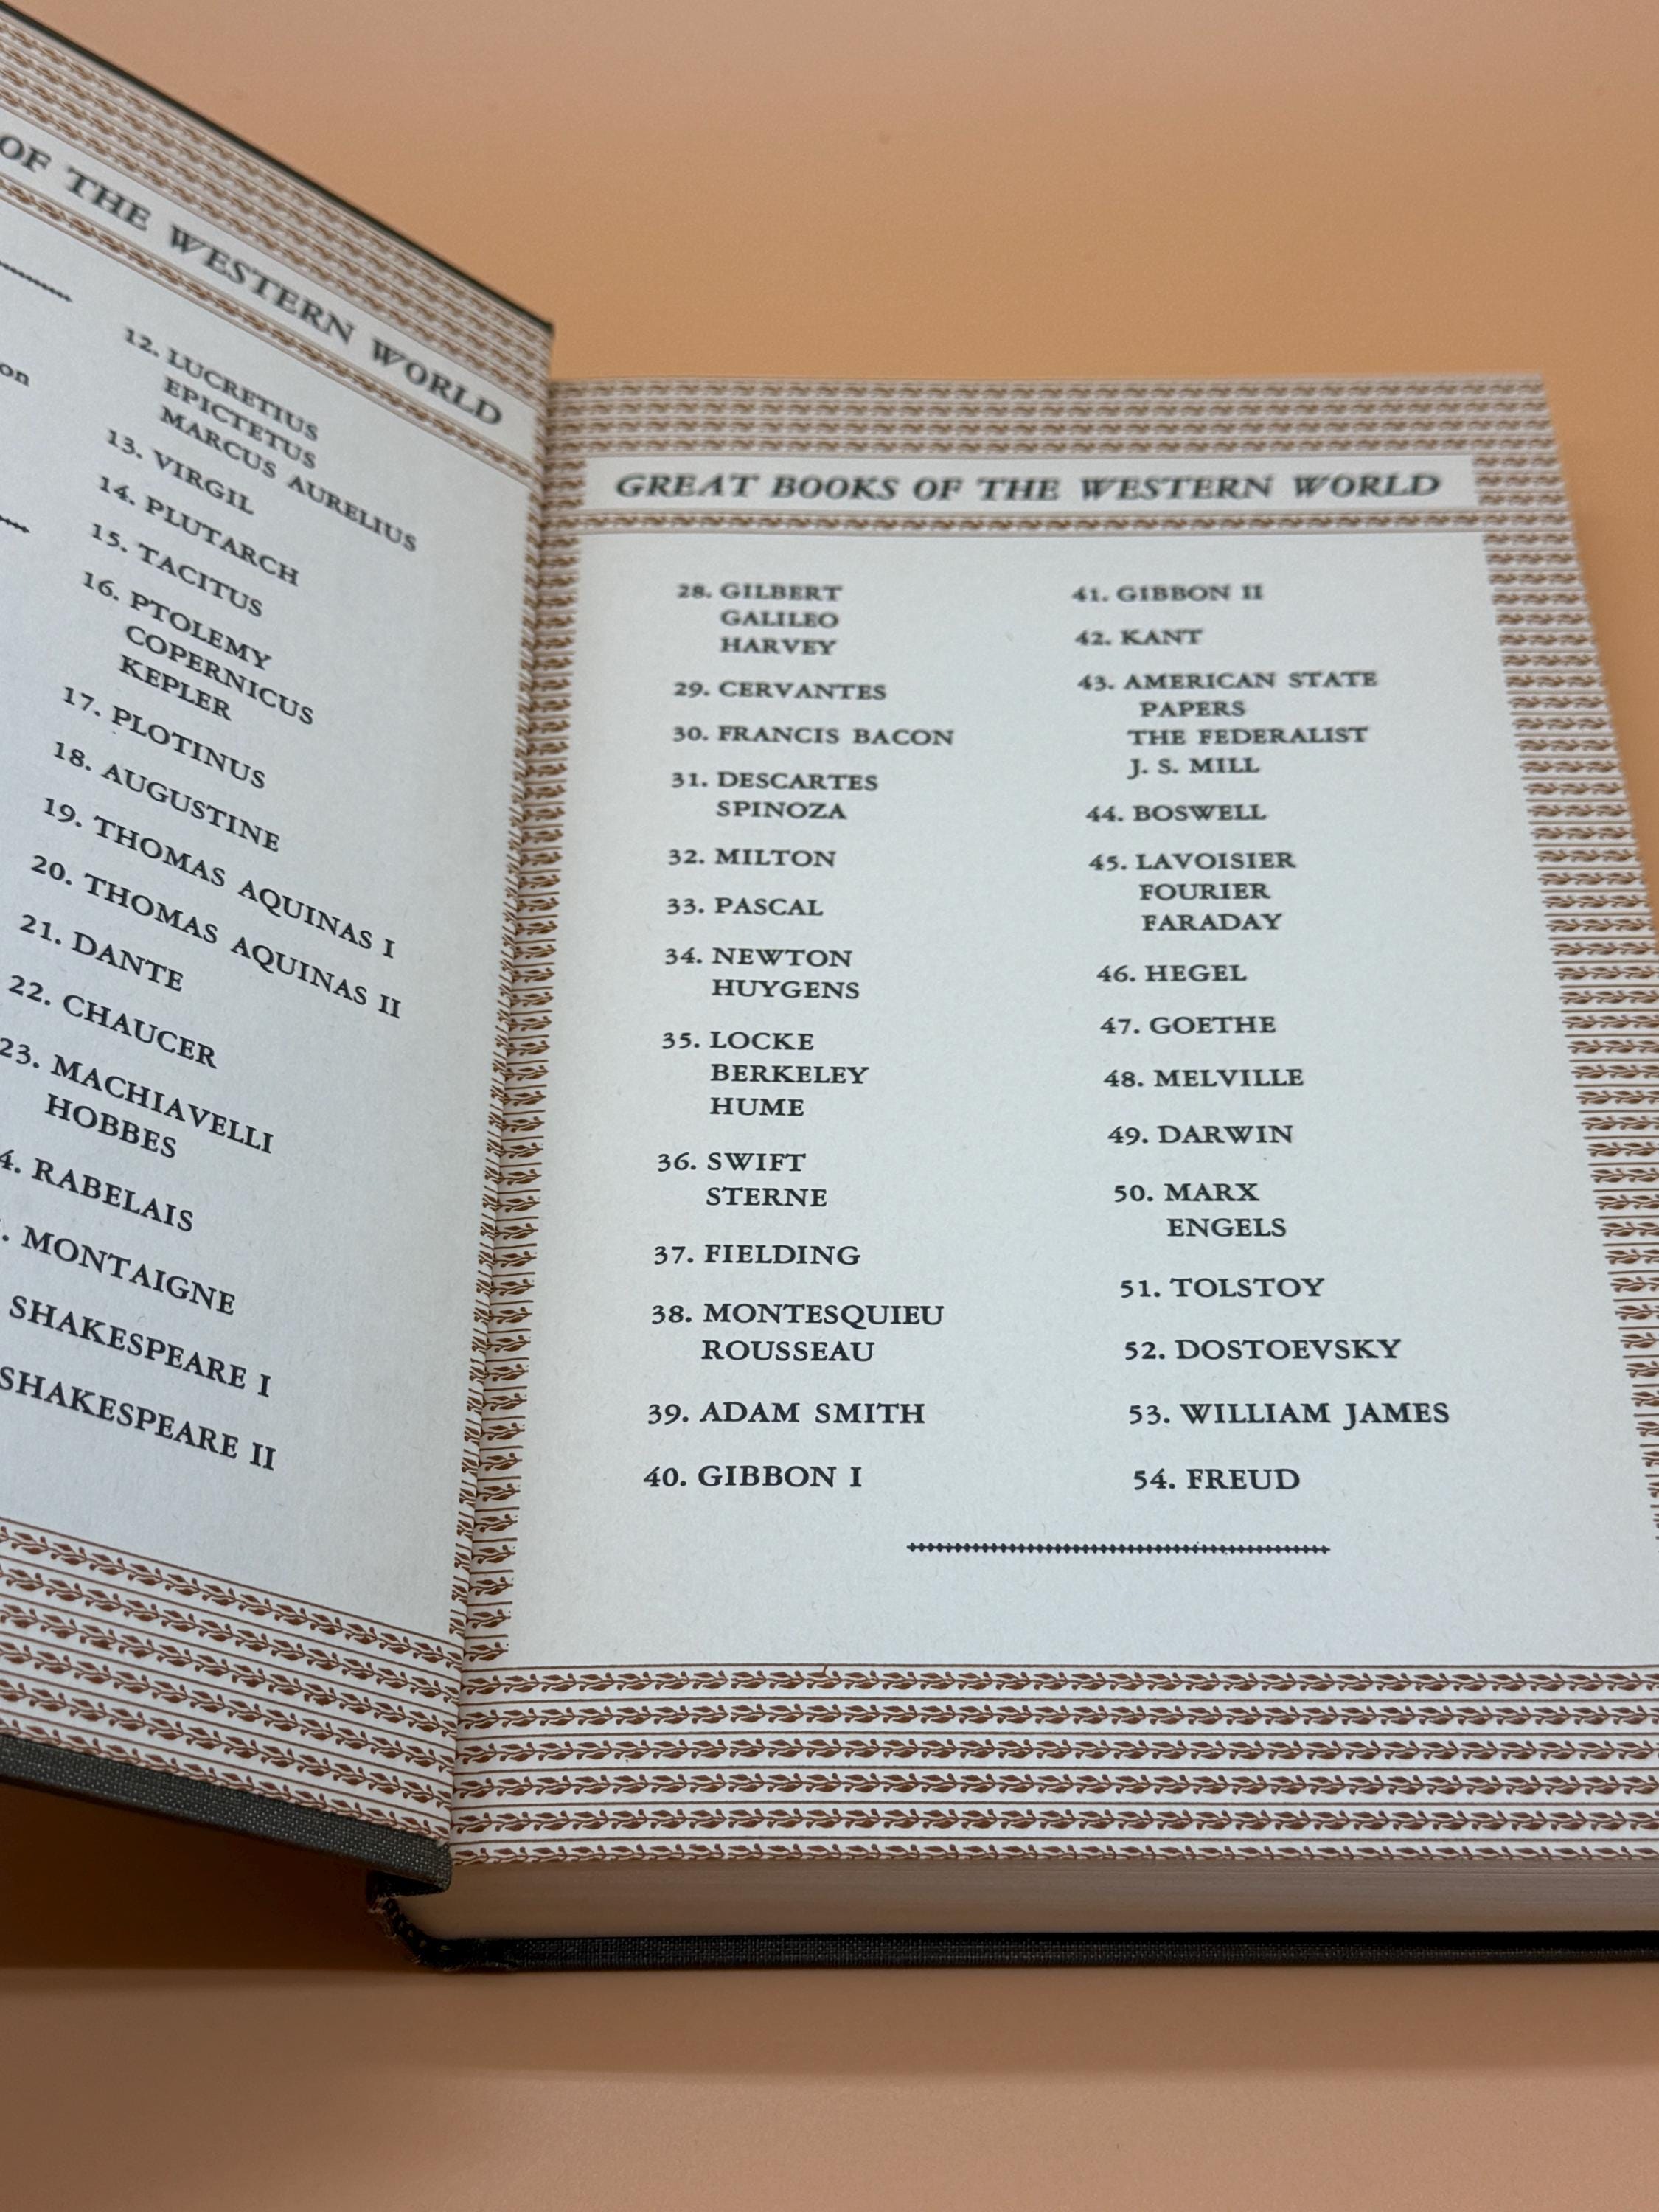 OF THE WESTERN WORLD
on
12. LUCRETIUS
EPICTETUS
MARCUS AURELIUS
13. VIRGIL
14. PLUTARCH
15. TACITUS
16. PTOLEMY
COPERNICUS
KEPLER
17. PLOTINUS
18. AUGUSTINE
19. THOMAS AQUINAS I
20. THOMAS AQUINAS II
21. DANTE
22. CHAUCER
23. MACHIAVELLI
HOBBES
4. RABELAIS
. MONTAIGNE
SHAKESPEARE I
SHAKESPEARE II
GREAT BOOKS OF THE WESTERN WORLD
28. GILBERT
GALILEO
HARVEY
29. CERVANTES
30. FRANCIS BACON
31. DESCARTES
SPINOZA
32. MILTON
33. PASCAL
34. NEWTON
HUYGENS
35. LOCKE
BERKELEY
HUME
36. SWIFT
STERNE
37. FIELDING
38. MONTESQUIEU
ROUSSEAU
39. ADAM SMITH
40. GIBBON I
41. GIBBON II
42. KANT
43. AMERICAN STATE
PAPERS
THE FEDERALIST
J. S. MILL
44. BOSWELL
45. LAVOISIER
FOURIER
FARADAY
46. HEGEL
47. GOETHE
48. MELVILLE
49. DARWIN
50. MARX
ENGELS
51. TOLSTOY
52. DOSTOEVSKY
53. WILLIAM JAMES
54. FREUD